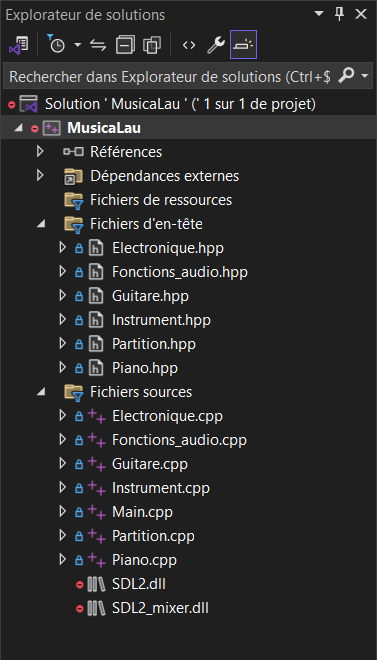 Explorateur de solutions
Rechercher dans Explorateur de solutions (Ctrl+$
Solution ' MusicaLau ' (' 1 sur 1 de projet)
MusicaLau
Références
Dépendances externes
Fichiers de ressources
Fichiers d'en-tête
Electronique.hpp
Fonctions_audio.hpp
Guitare.hpp
Instrument.hpp
Partition.hpp
Piano.hpp
Fichiers sources
Electronique.cpp
Fonctions_audio.cpp
Guitare.cpp
Instrument.cpp
Main.cpp
Partition.cpp
Piano.cpp
SDL2.dll
SDL2_mixer.dll